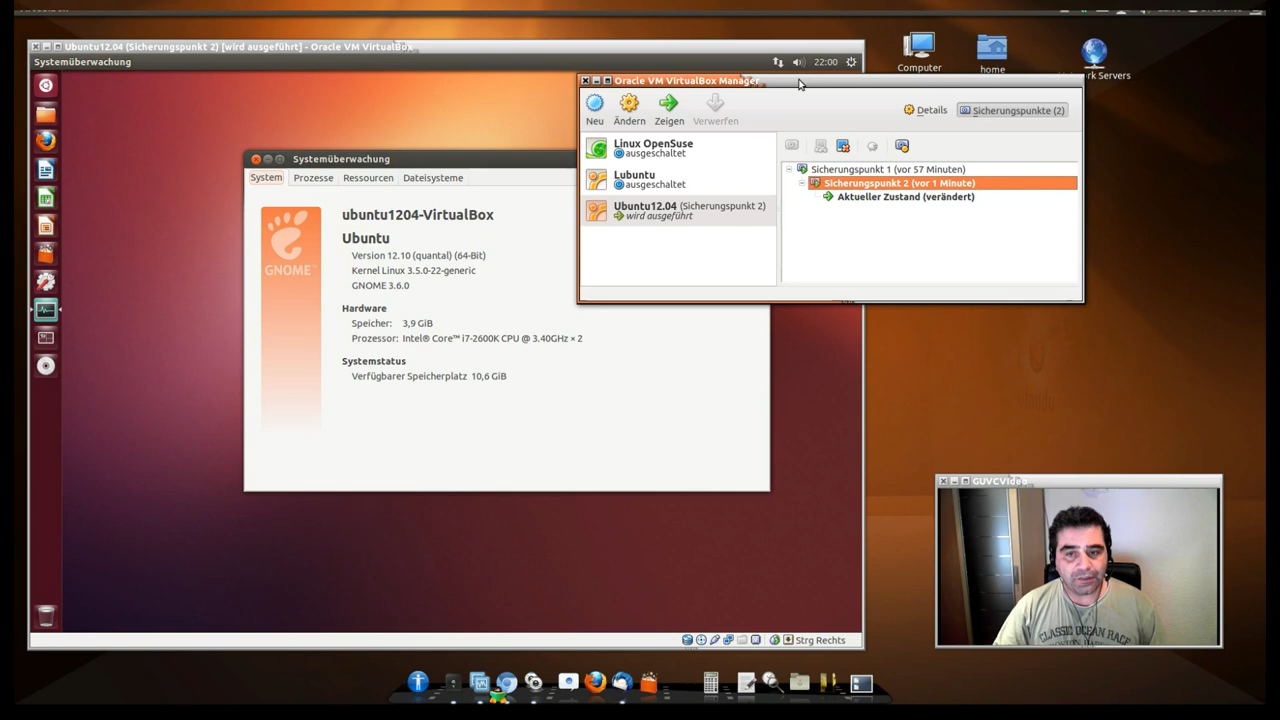 Ubuntu12.04 (Sicherungspunkt 2) [wird ausgeführt] - Oracle VM VirtualBox
Systemüberwachung
22:00
Computer
home
Servers
Oracle VM VirtualBox Manager
Neu
Ändern
Zeigen
Verwerfen
Details
Sicherungspunkte (2)
Linux OpenSuse
ausgeschaltet
Lubuntu
ausgeschaltet
Ubuntu12.04 (Sicherungspunkt 2)
wird ausgeführt
Sicherungspunkt 1 (vor 57 Minuten)
Sicherungspunkt 2 (vor 1 Minute)
Aktueller Zustand (verändert)
Systemüberwachung
System
Prozesse
Ressourcen
Dateisysteme
GNOME
ubuntu1204-VirtualBox
Ubuntu
Version 12.10 (quantal) (64-Bit)
Kernel Linux 3.5.0-22-generic
GNOME 3.6.0
Hardware
Speicher: 3,9 GiB
Prozessor: Intel® Core™ i7-2600K CPU @ 3.40GHz × 2
Systemstatus
Verfügbarer Speicherplatz 10,6 GiB
Strg Rechts
GUVCVideo
CLASSIC OCEAN RACE